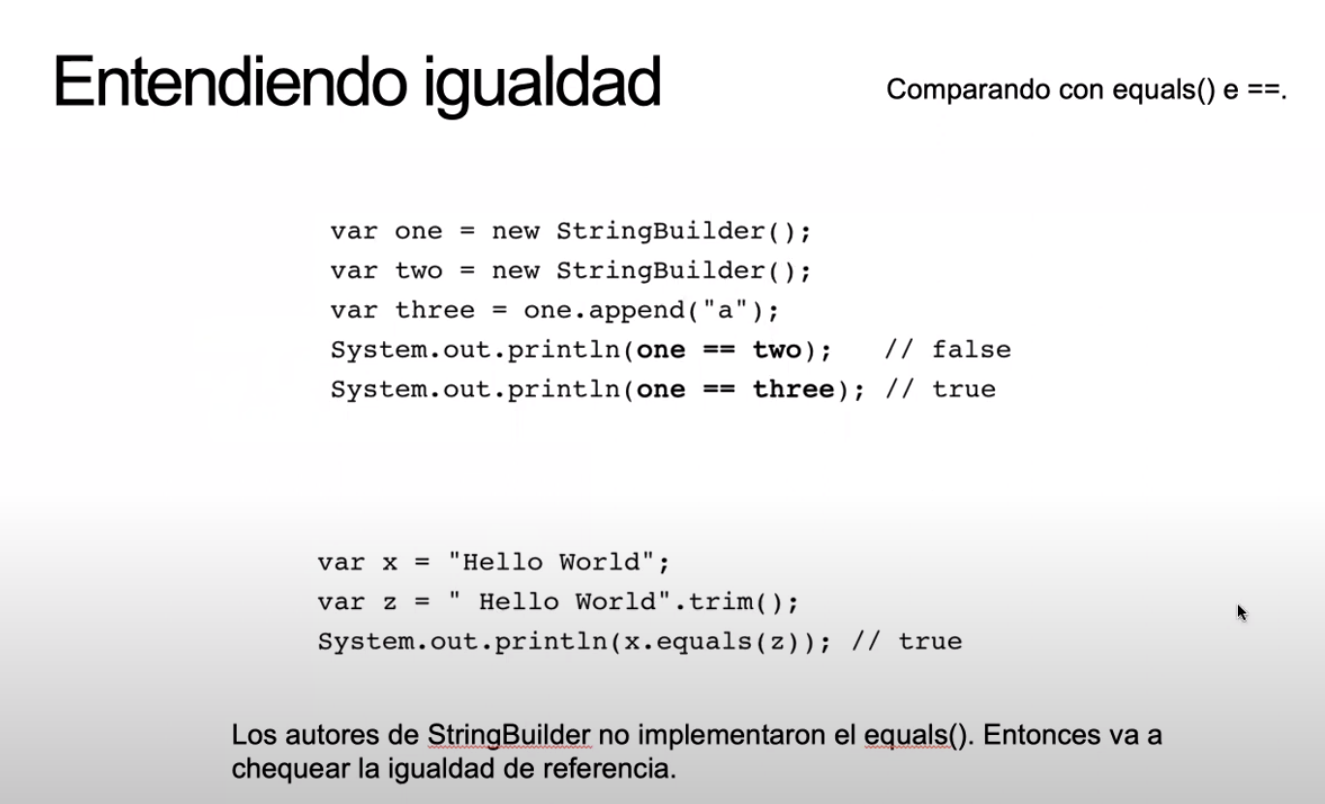 Entendiendo igualdad
Comparando con equals() e ==.
var one = new StringBuilder();
var two = new StringBuilder();
var three = one.append("a");
System.out.println(one == two);   // false
System.out.println(one == three); // true
var x = "Hello World";
var z = " Hello World".trim();
System.out.println(x.equals(z)); // true
Los autores de StringBuilder no implementaron el equals(). Entonces va a
chequear la igualdad de referencia.